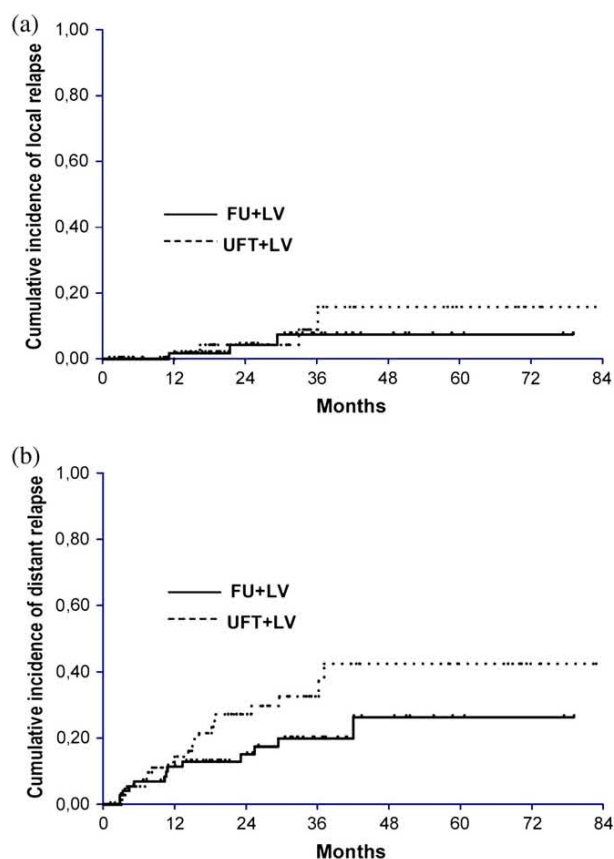 (a)
Cumulative incidence of local relapse
1,00
0,80
0,60
0,40
0,20
0,00
FU+LV
UFT+LV
0 12 24 36 48 60 72 84
Months
(b)
Cumulative incidence of distant relapse
1,00
0,80
0,60
0,40
0,20
0,00
FU+LV
UFT+LV
0 12 24 36 48 60 72 84
Months